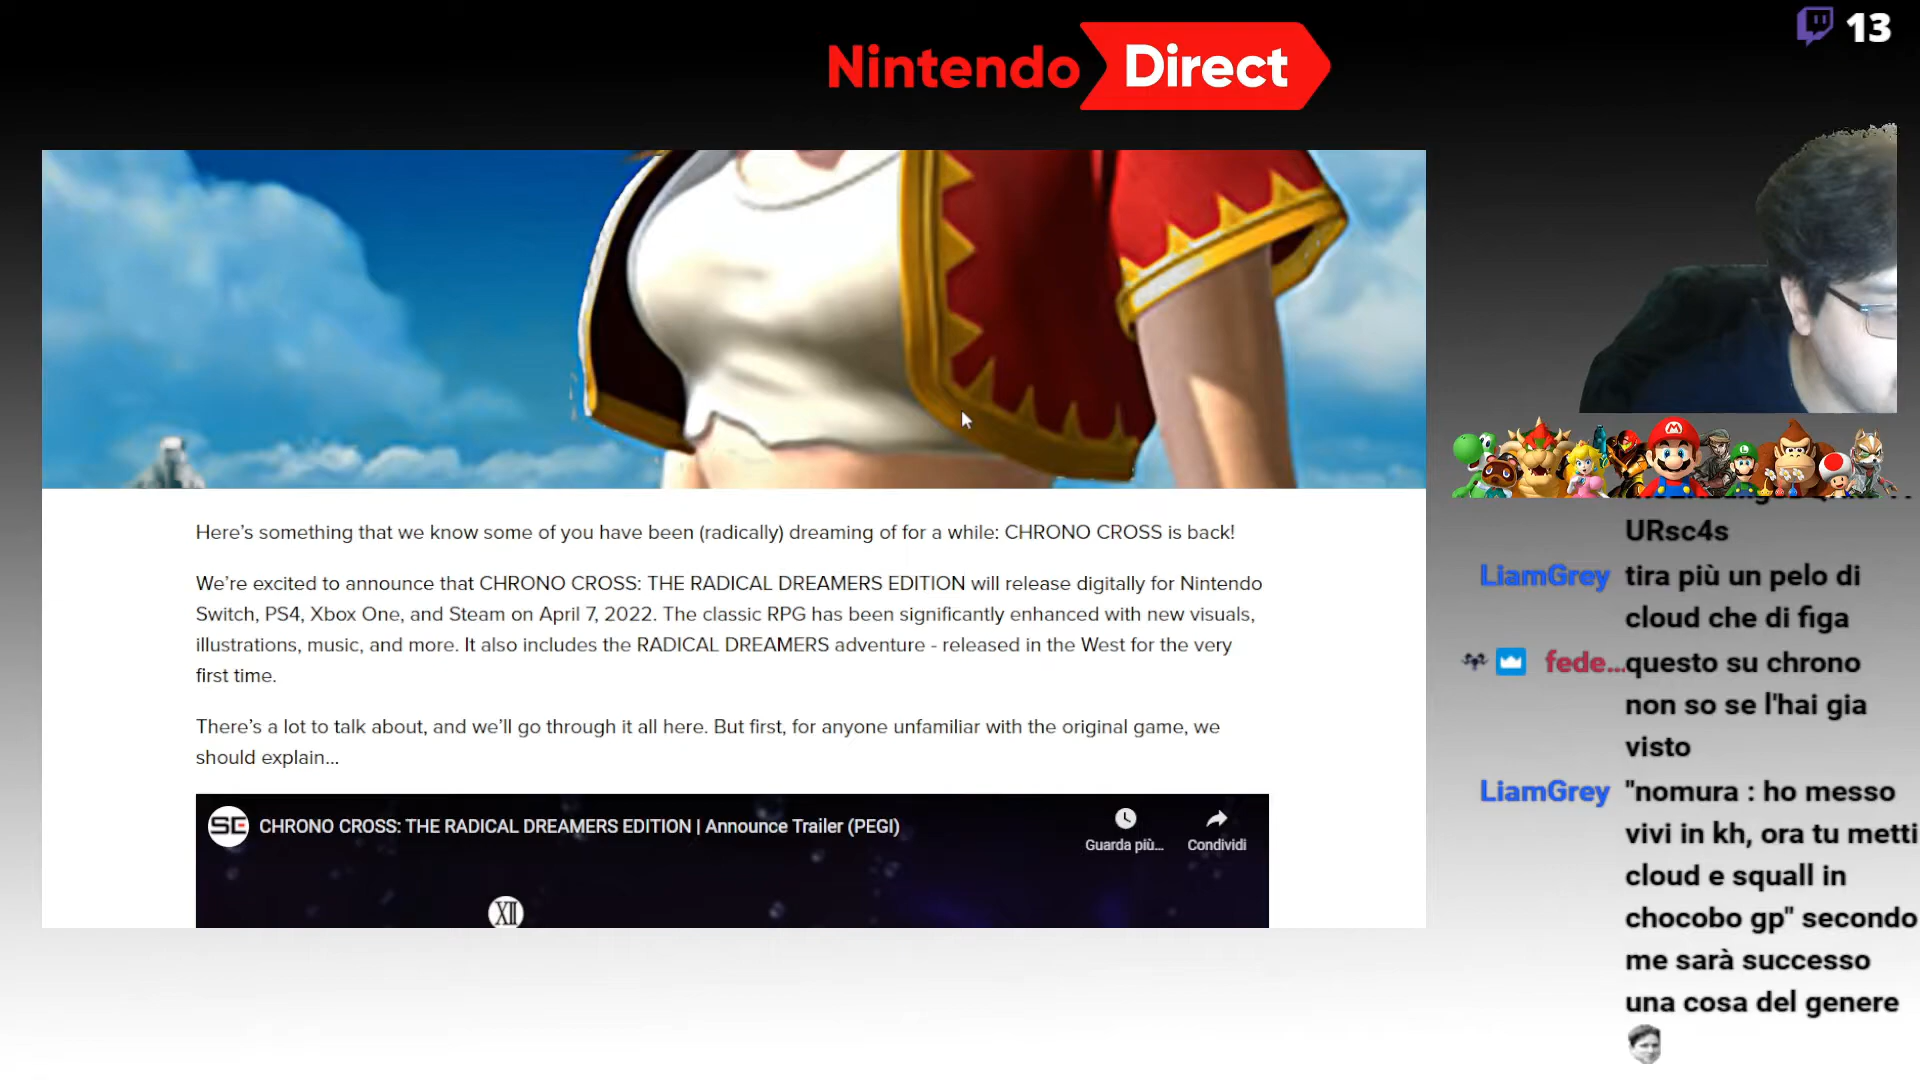 Nintendo Direct
13
Here's something that we know some of you have been (radically) dreaming of for a while: CHRONO CROSS is back!
We're excited to announce that CHRONO CROSS: THE RADICAL DREAMERS EDITION will release digitally for Nintendo
Switch, PS4, Xbox One, and Steam on April 7, 2022. The classic RPG has been significantly enhanced with new visuals,
illustrations, music, and more. It also includes the RADICAL DREAMERS adventure - released in the West for the very
first time.
There's a lot to talk about, and we'll go through it all here. But first, for anyone unfamiliar with the original game, we
should explain...
SE CHRONO CROSS: THE RADICAL DREAMERS EDITION | Announce Trailer (PEGI)
Guarda più...
Condividi
XII
URsc4s
LiamGrey tira più un pelo di
cloud che di figa
fede... questo su chrono
non so se l'hai gia
visto
LiamGrey "nomura : ho messo
vivi in kh, ora tu metti
cloud e squall in
chocobo gp" secondo
me sarà successo
una cosa del genere